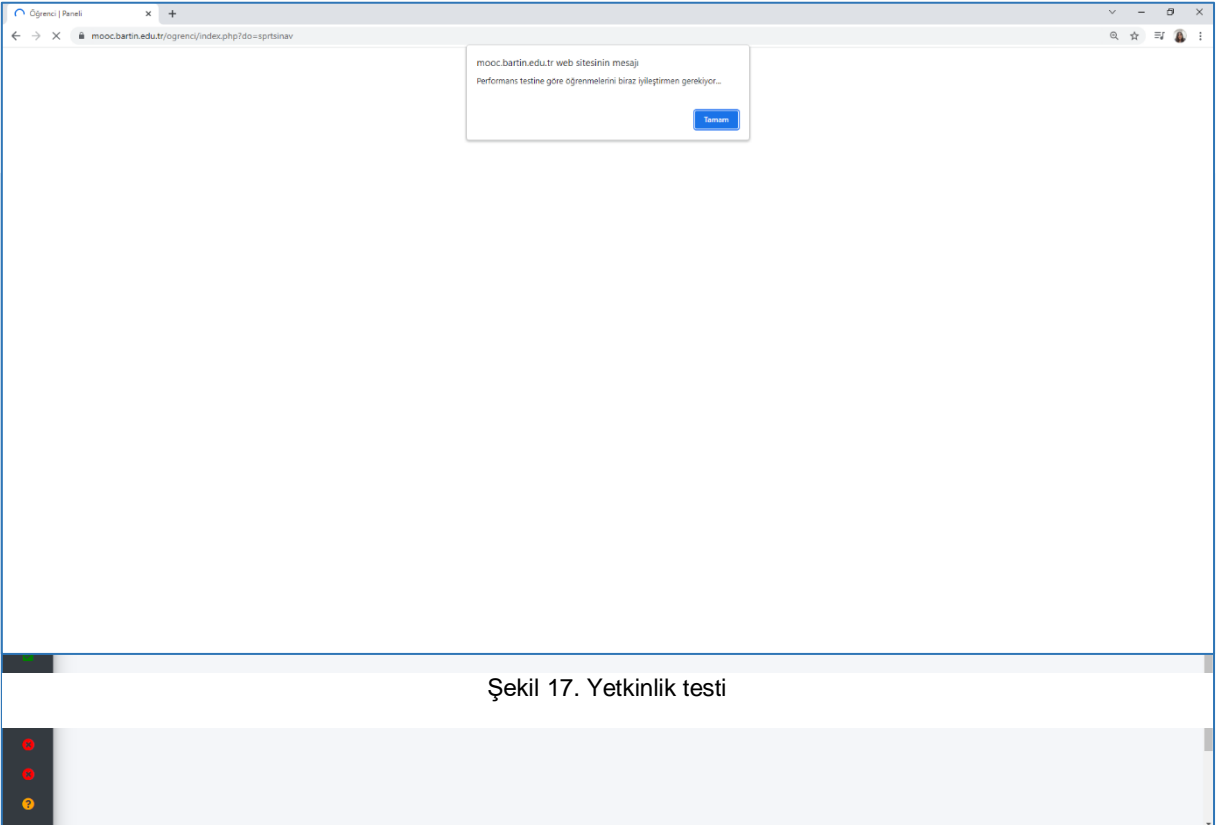 Öğrenci | Paneli
mooc.bartin.edu.tr/ogrenci/index.php?do=sprtsinav
mooc.bartin.edu.tr web sitesinin mesajı
Performans testine göre öğrenmelerini biraz iyileştirmen gerekiyor...
Tamam
Şekil 17. Yetkinlik testi